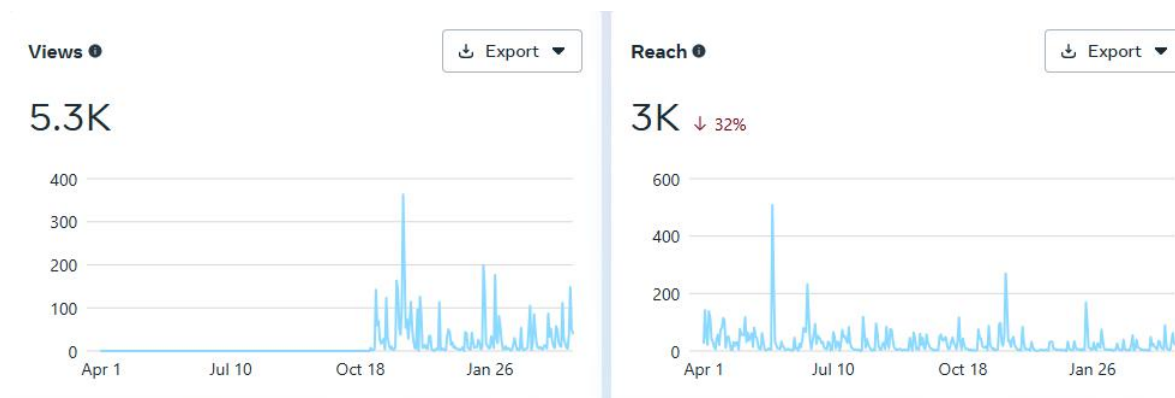 Views
Export
5.3K
400
300
200
100
0
Apr 1 Jul 10 Oct 18 Jan 26
Reach
Export
3K ↓ 32%
600
400
200
0
Apr 1 Jul 10 Oct 18 Jan 26